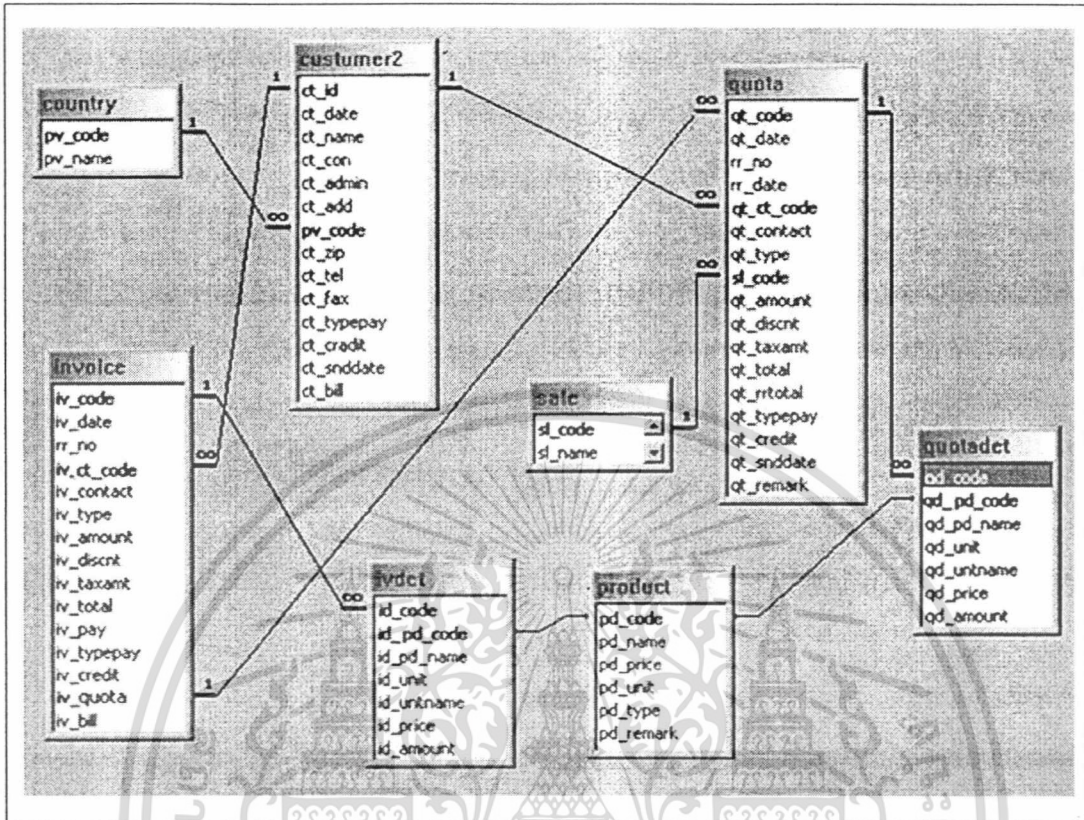 country
pv_code
pv_name
custumer2
ct_id
ct_date
ct_name
ct_con
ct_admin
ct_add
pv_code
ct_zip
ct_tel
ct_fax
ct_typepay
ct_cradit
ct_snddate
ct_bill
quota
qt_code
qt_date
rr_no
rr_date
qt_ct_code
qt_contact
qt_type
sl_code
qt_amount
qt_discnt
qt_taxamt
qt_total
qt_rrtotal
qt_typepay
qt_credit
qt_snddate
qt_remark
invoice
iv_code
iv_date
rr_no
iv_ct_code
iv_contact
iv_type
iv_amount
iv_discnt
iv_taxamt
iv_total
iv_pay
iv_typepay
iv_credit
iv_quota
iv_bill
sale
sl_code
sl_name
quotadet
qd_code
qd_pd_code
qd_pd_name
qd_unit
qd_untname
qd_price
qd_amount
ivdet
id_code
id_pd_code
id_pd_name
id_unit
id_untname
id_price
id_amount
product
pd_code
pd_name
pd_price
pd_unit
pd_type
pd_remark
1
∞
1
∞
1
∞
1
∞
1
∞
1
∞
1
∞